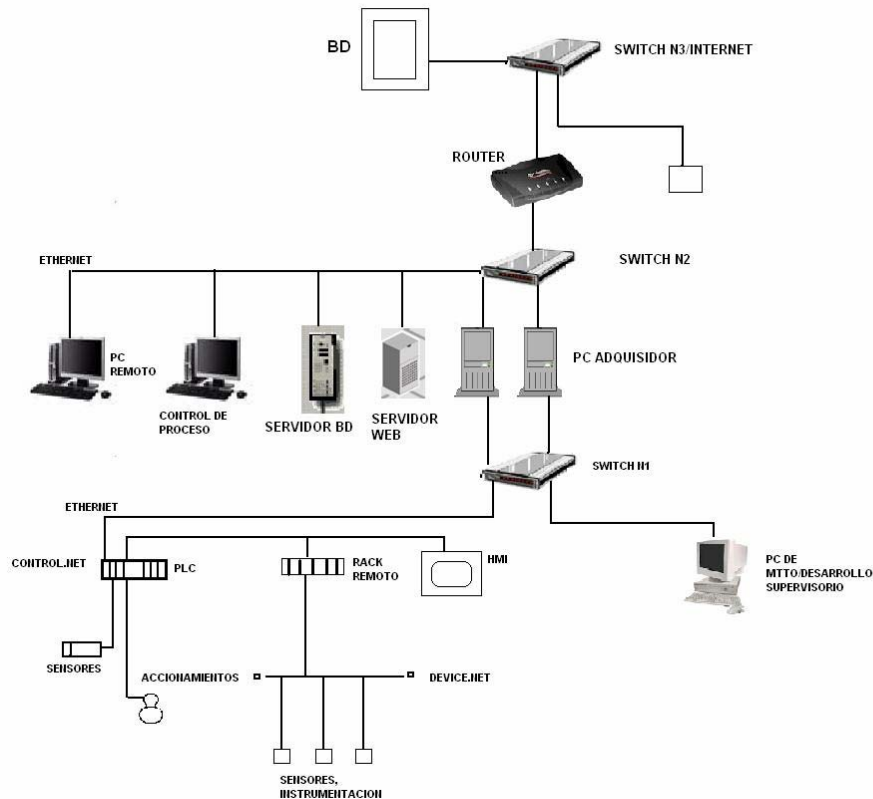 BD
SWITCH N3/INTERNET
ROUTER
ETHERNET
SWITCH N2
PC
REMOTO
CONTROL DE
PROCESO
SERVIDOR BD
SERVIDOR
WEB
PC ADQUISIDOR
SWITCH N1
ETHERNET
CONTROL.NET
PLC
RACK
REMOTO
HMI
PC DE
MTTO/DESARROLLO
SUPERVISORIO
SENSORES
ACCIONAMIENTOS
DEVICE.NET
SENSORES,
INSTRUMENTACION